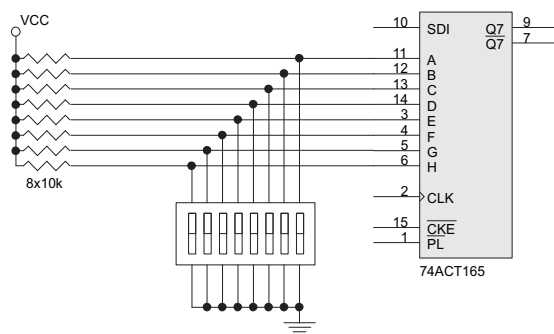 VCC
10 SDI Q7 9
Q7 7
11 A
12 B
13 C
14 D
3 E
4 F
5 G
6 H
8x10k
2 CLK
15 CKE
1 PL
74ACT165